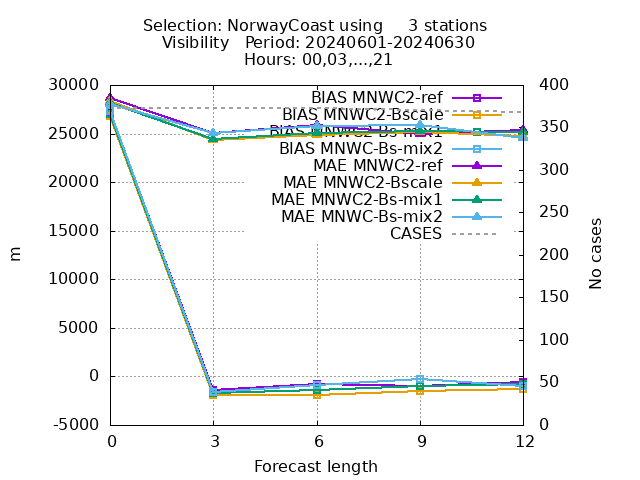 Selection: NorwayCoast using 3 stations
Visibility Period: 20240601-20240630
Hours: 00,03,...,21
30000
25000
20000
15000
10000
5000
0
-5000
m
400
350
300
250
200
150
100
50
0
No cases
BIAS MNWC2-ref
BIAS MNWC2-Bscale
BIAS MNWC2-Bs-mix1
BIAS MNWC-Bs-mix2
MAE MNWC2-ref
MAE MNWC2-Bscale
MAE MNWC2-Bs-mix1
MAE MNWC-Bs-mix2
CASES
0 3 6 9 12
Forecast length